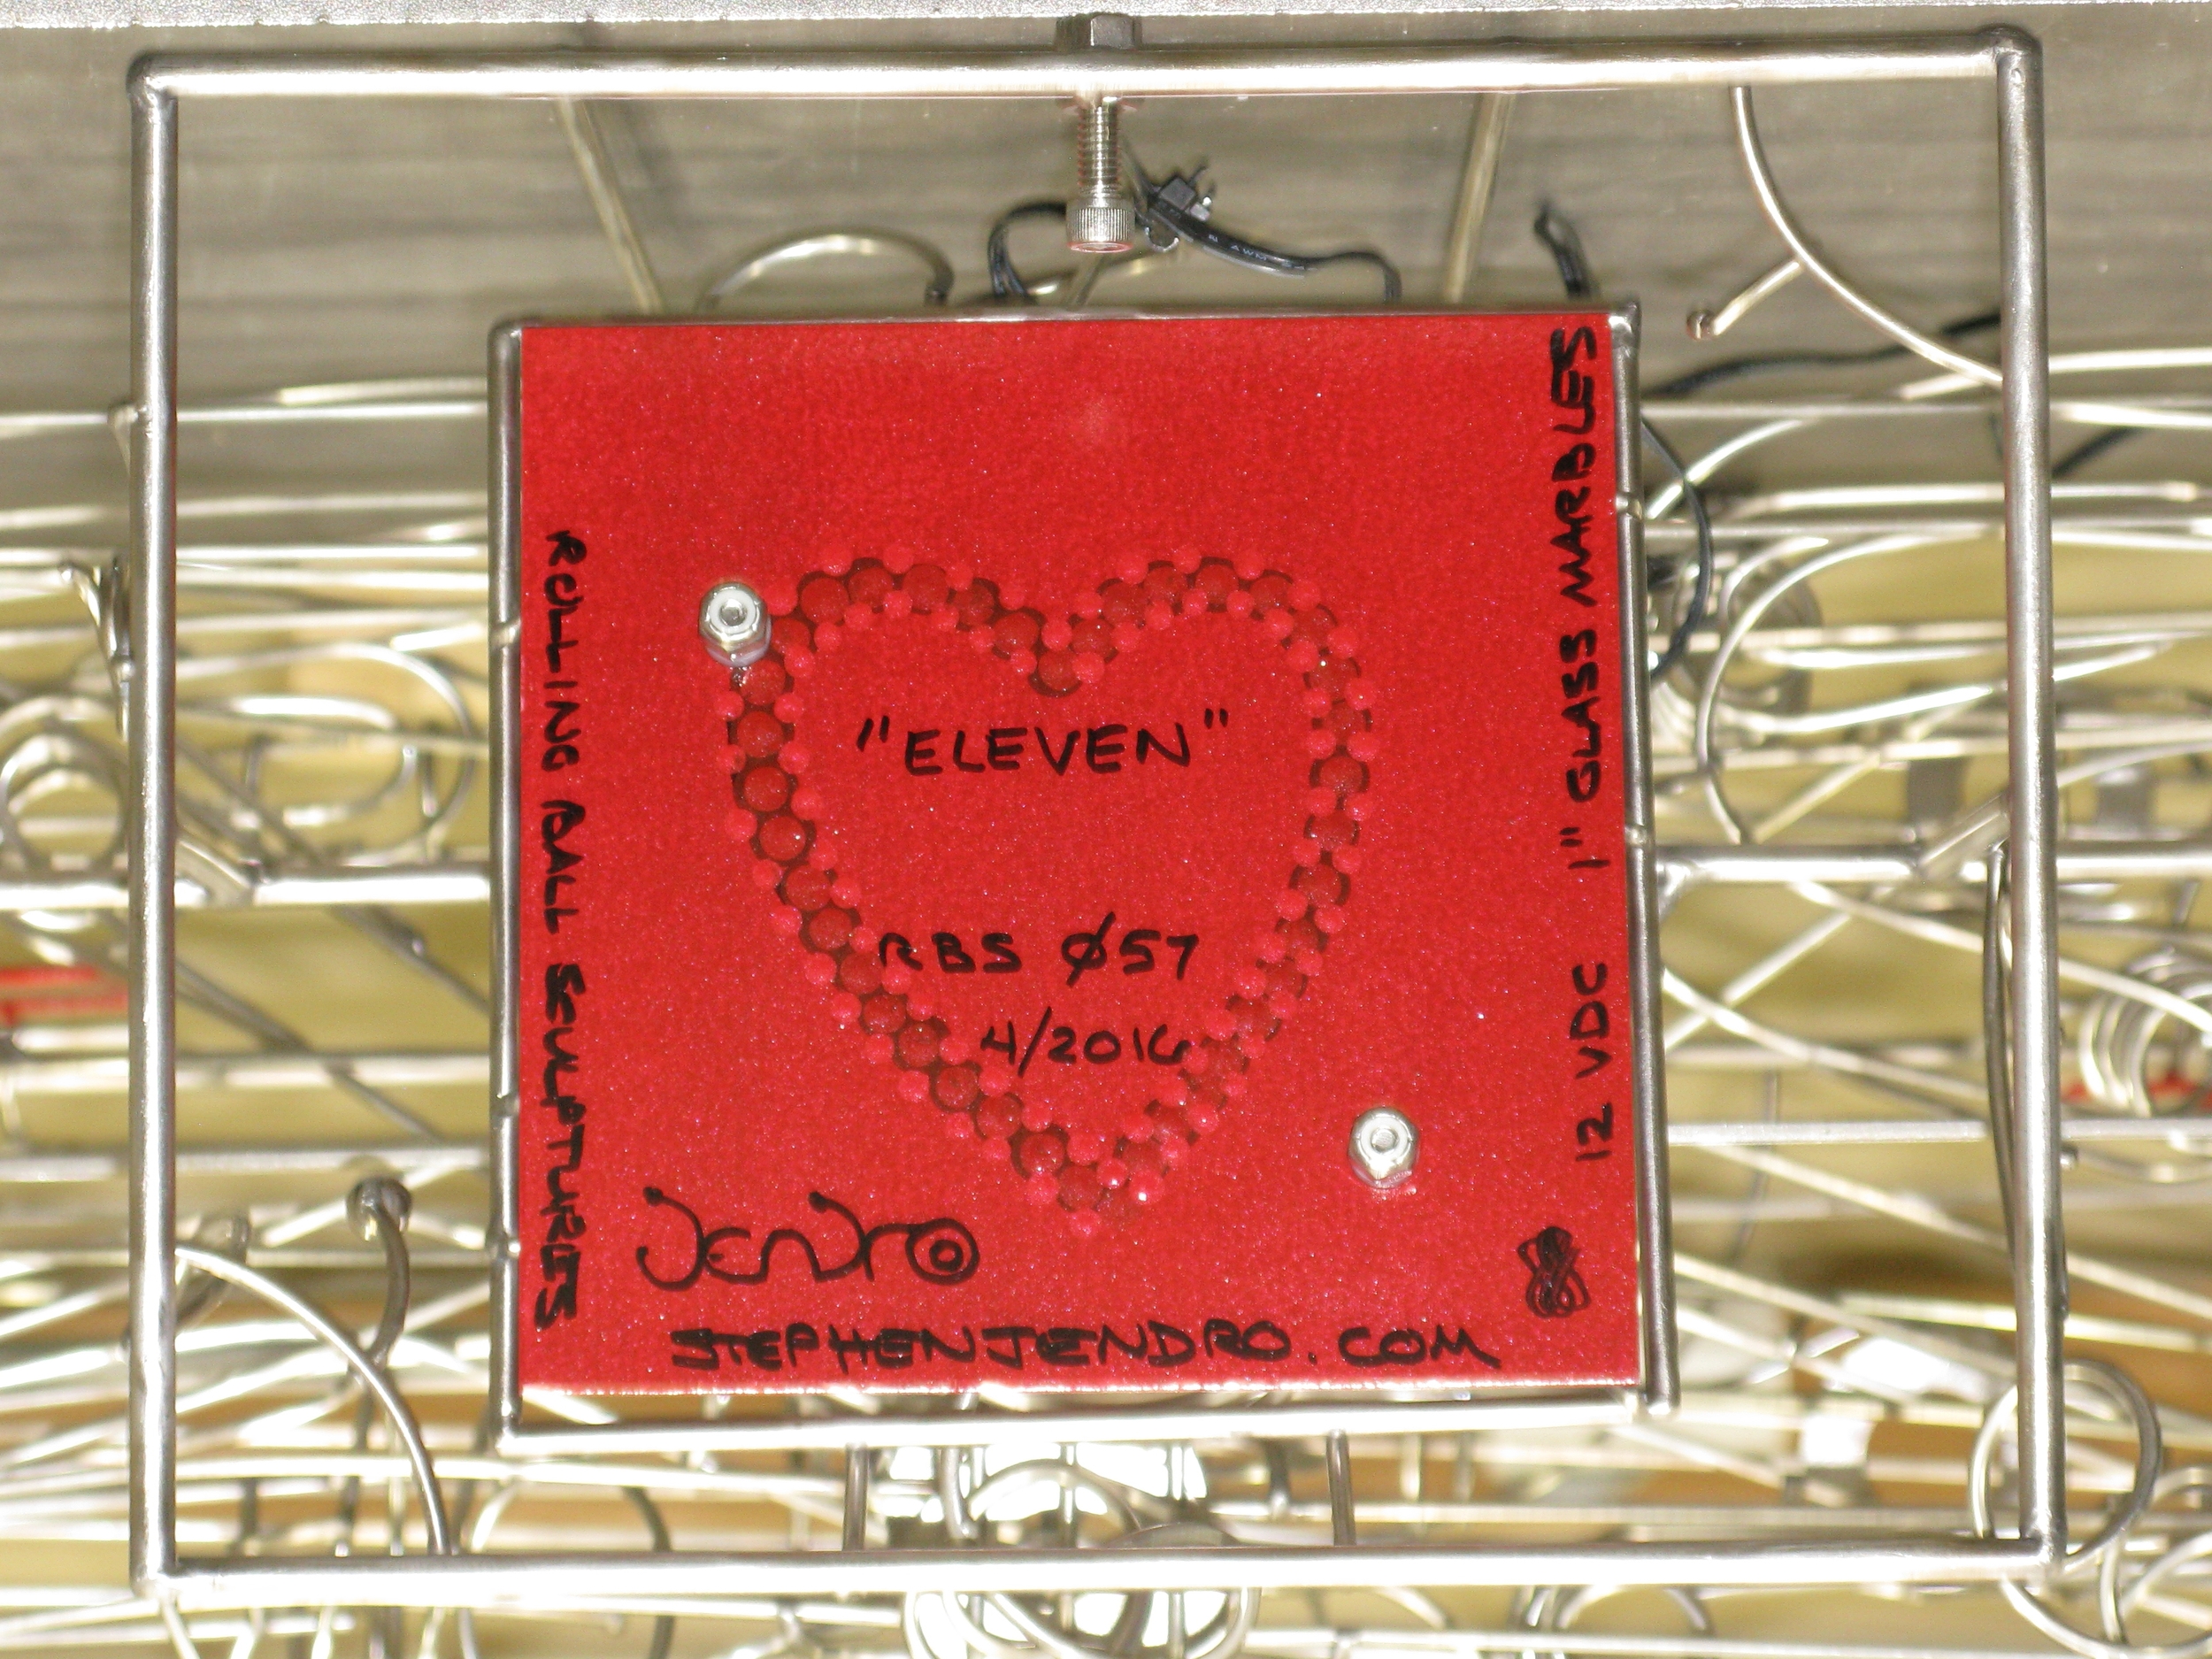 "ELEVEN"
RBS Ø57
4/2016
Jendro
STEPHENJENDRO.COM
ROLLING BALL SCULPTURES
12 VDC 1" GLASS MARBLES